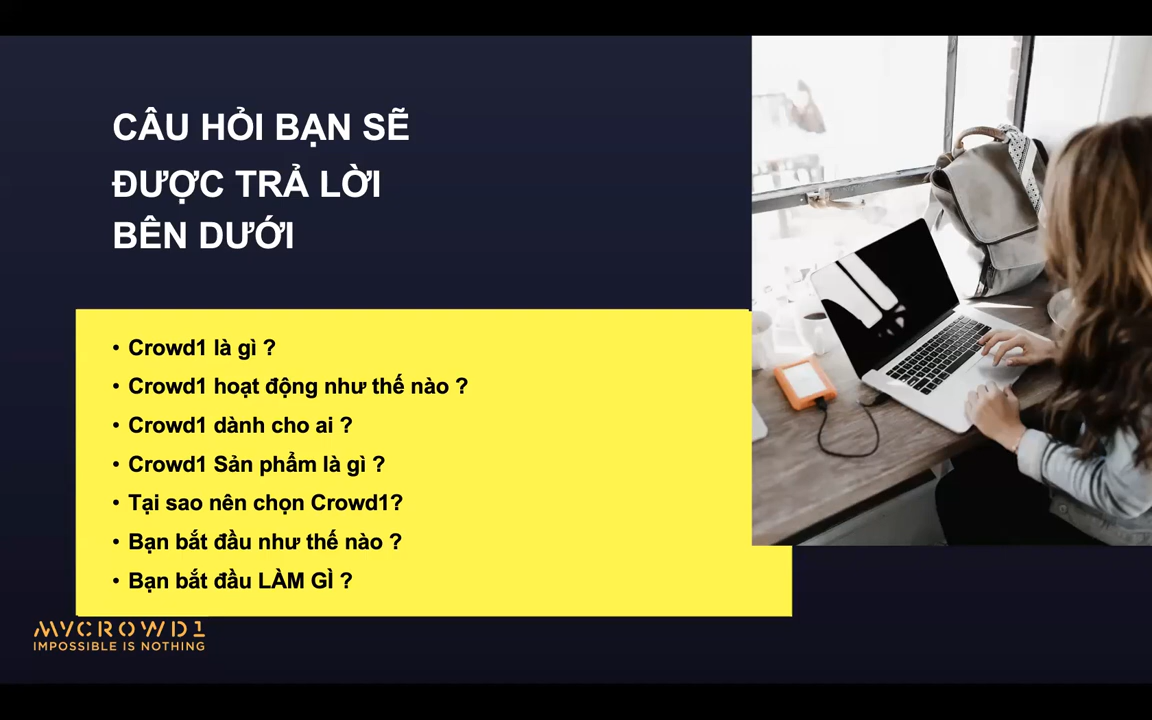 CÂU HỎI BẠN SẼ
ĐƯỢC TRẢ LỜI
BÊN DƯỚI
• Crowd1 là gì ?
• Crowd1 hoạt động như thế nào ?
• Crowd1 dành cho ai ?
• Crowd1 Sản phẩm là gì ?
• Tại sao nên chọn Crowd1?
• Bạn bắt đầu như thế nào ?
• Bạn bắt đầu LÀM GÌ ?
MYCROWD1
IMPOSSIBLE IS NOTHING